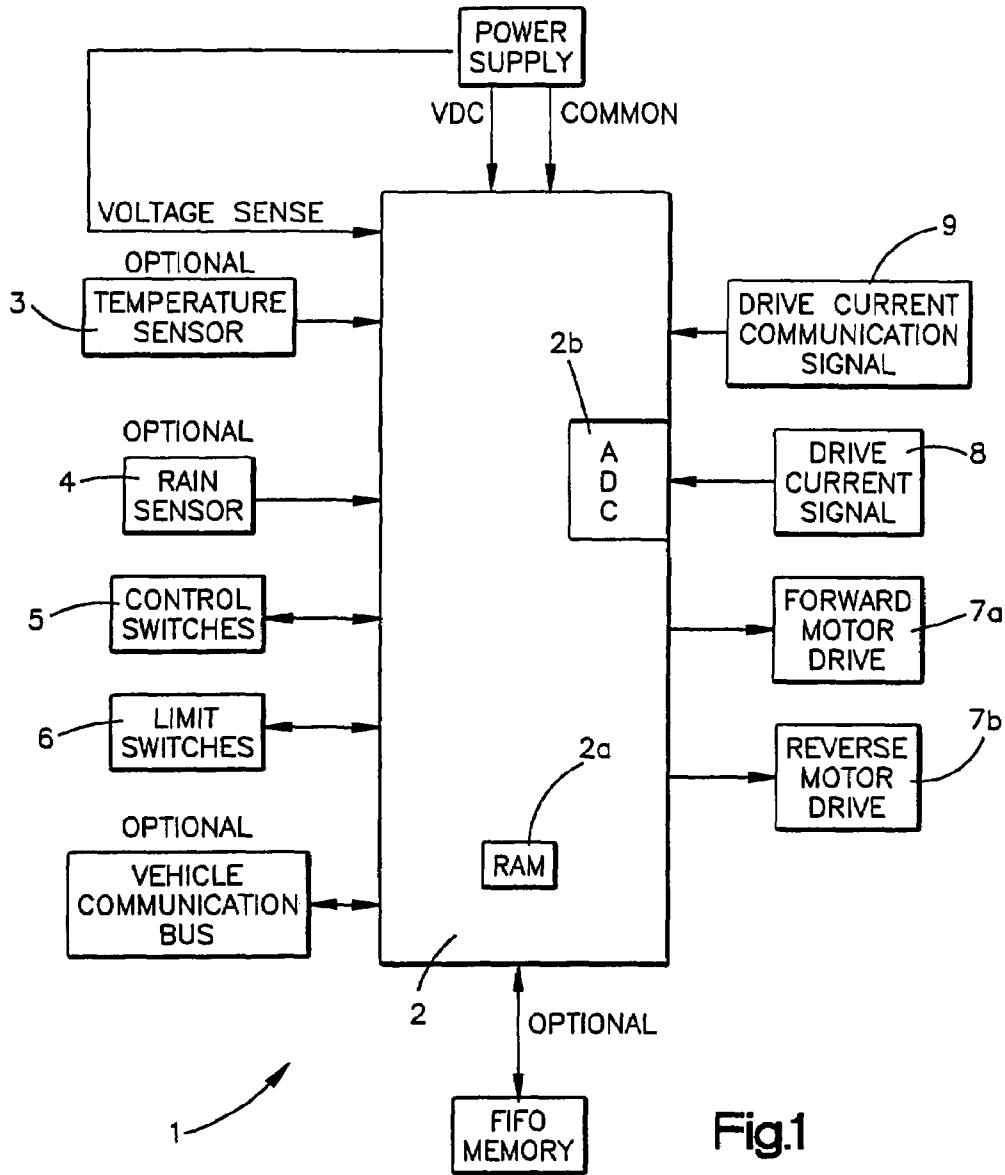 POWER
SUPPLY
VDC
COMMON
VOLTAGE SENSE
OPTIONAL
3
TEMPERATURE
SENSOR
9
DRIVE CURRENT
COMMUNICATION
SIGNAL
2b
A
D
C
OPTIONAL
4
RAIN
SENSOR
DRIVE
CURRENT
SIGNAL
8
5
CONTROL
SWITCHES
FORWARD
MOTOR
DRIVE
7a
6
LIMIT
SWITCHES
REVERSE
MOTOR
DRIVE
7b
2a
RAM
OPTIONAL
VEHICLE
COMMUNICATION
BUS
2
OPTIONAL
1
FIFO
MEMORY
Fig.1